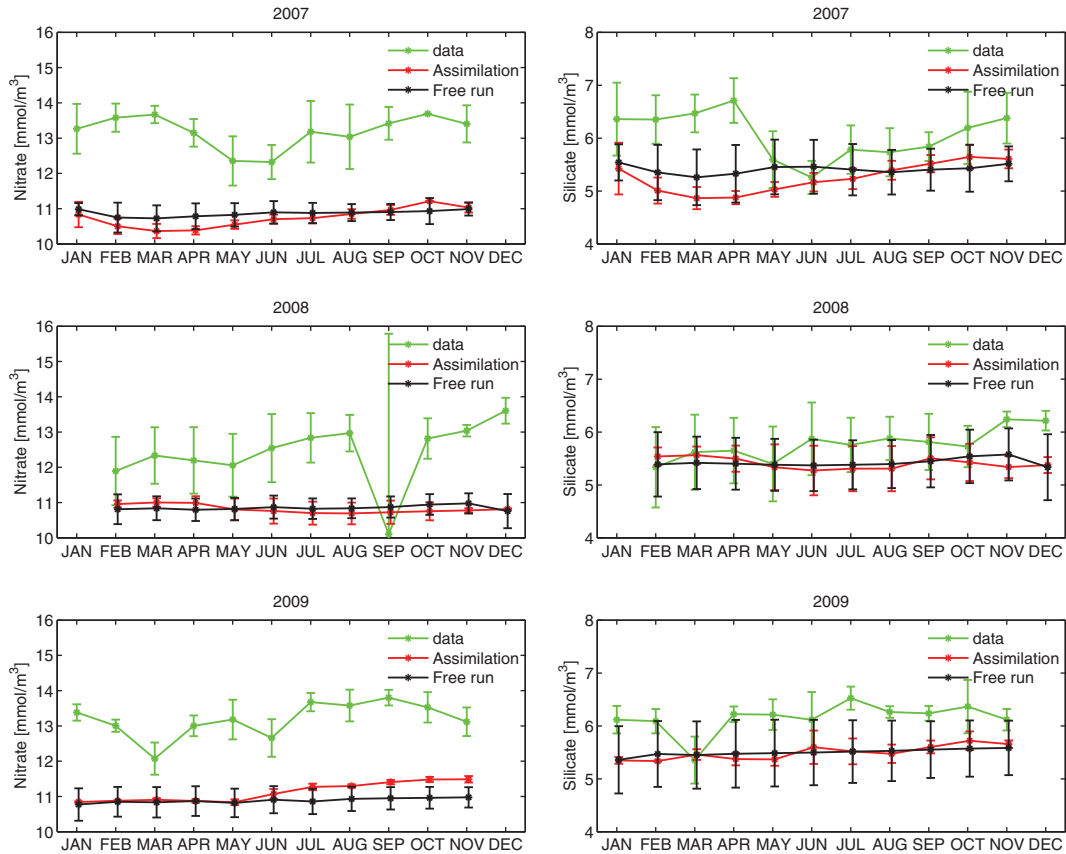 2007
Nitrate [mmol/m³]
16
15
14
13
12
11
10
data
Assimilation
Free run
JAN FEB MAR APR MAY JUN JUL AUG SEP OCT NOV DEC
2007
Silicate [mmol/m³]
8
7
6
5
4
data
Assimilation
Free run
JAN FEB MAR APR MAY JUN JUL AUG SEP OCT NOV DEC
2008
Nitrate [mmol/m³]
16
15
14
13
12
11
10
data
Assimilation
Free run
JAN FEB MAR APR MAY JUN JUL AUG SEP OCT NOV DEC
2008
Silicate [mmol/m³]
8
7
6
5
4
data
Assimilation
Free run
JAN FEB MAR APR MAY JUN JUL AUG SEP OCT NOV DEC
2009
Nitrate [mmol/m³]
16
15
14
13
12
11
10
data
Assimilation
Free run
JAN FEB MAR APR MAY JUN JUL AUG SEP OCT NOV DEC
2009
Silicate [mmol/m³]
8
7
6
5
4
data
Assimilation
Free run
JAN FEB MAR APR MAY JUN JUL AUG SEP OCT NOV DEC